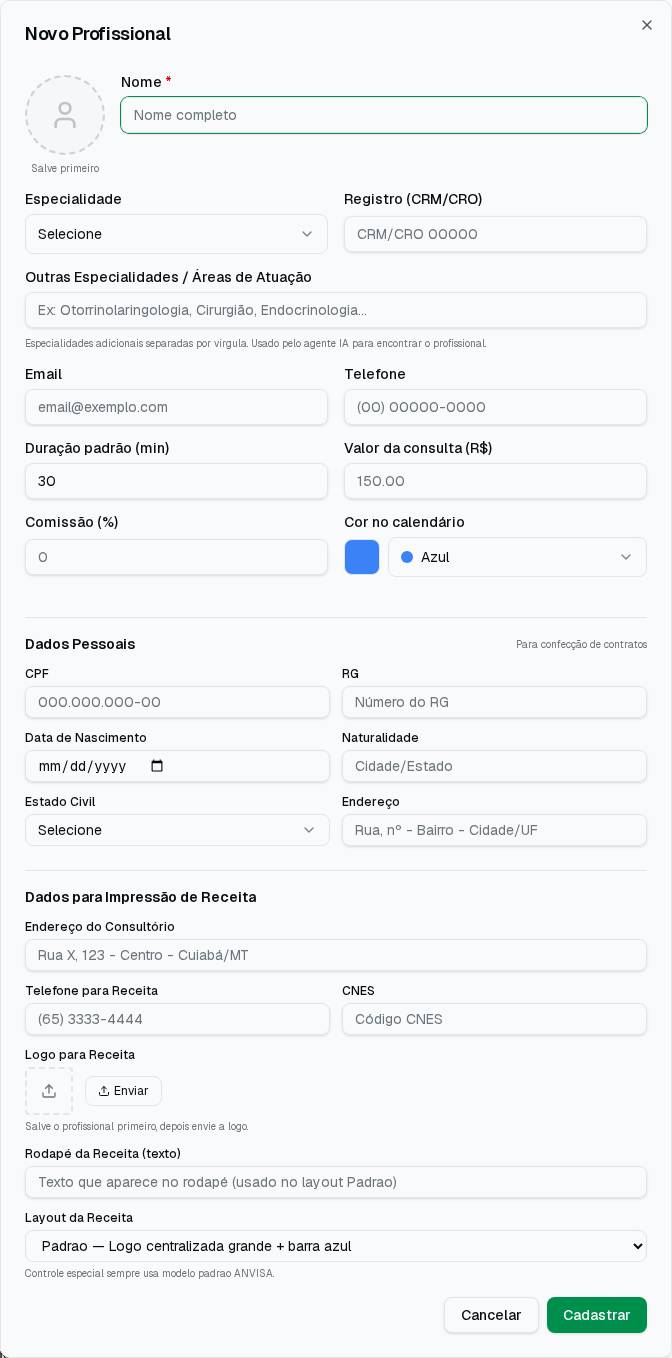 Novo Profissional
Nome *
Nome completo
Salve primeiro
Especialidade
Registro (CRM/CRO)
Selecione
CRM/CRO 00000
Outras Especialidades / Áreas de Atuação
Ex: Otorrinolaringologia, Cirurgião, Endocrinologia...
Especialidades adicionais separadas por vírgula. Usado pelo agente IA para encontrar o profissional.
Email
Telefone
email@exemplo.com
(00) 00000-0000
Duração padrão (min)
Valor da consulta (R$)
30
150.00
Comissão (%)
Cor no calendário
0
Azul
Dados Pessoais
Para confecção de contratos
CPF
RG
000.000.000-00
Número do RG
Data de Nascimento
Naturalidade
mm/dd/yyyy
Cidade/Estado
Estado Civil
Endereço
Selecione
Rua, nº - Bairro - Cidade/UF
Dados para Impressão de Receita
Endereço do Consultório
Rua X, 123 - Centro - Cuiabá/MT
Telefone para Receita
CNES
(65) 3333-4444
Código CNES
Logo para Receita
Enviar
Salve o profissional primeiro, depois envie a logo.
Rodapé da Receita (texto)
Texto que aparece no rodapé (usado no layout Padrao)
Layout da Receita
Padrao — Logo centralizada grande + barra azul
Controle especial sempre usa modelo padrao ANVISA.
Cancelar
Cadastrar